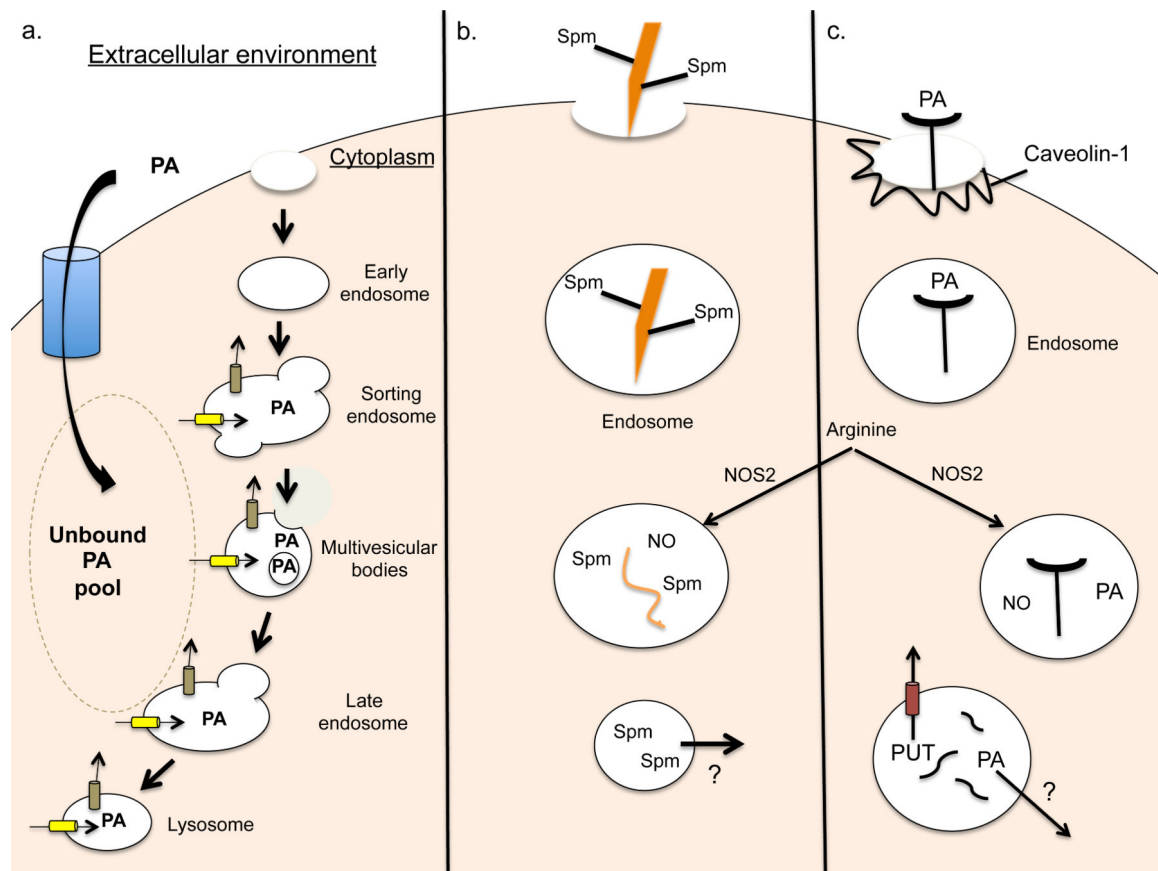 a.
Extracellular environment
PA
Cytoplasm
Early
endosome
PA
Sorting
endosome
Unbound
PA
pool
PA
PA
Multivesicular
bodies
PA
Late
endosome
PA
Lysosome
b.
Spm
Spm
Spm
Spm
Endosome
NOS2
Spm
NO
Spm
Spm
Spm
?
c.
PA
Caveolin-1
PA
Endosome
Arginine
NOS2
NO
PA
PUT
PA
?